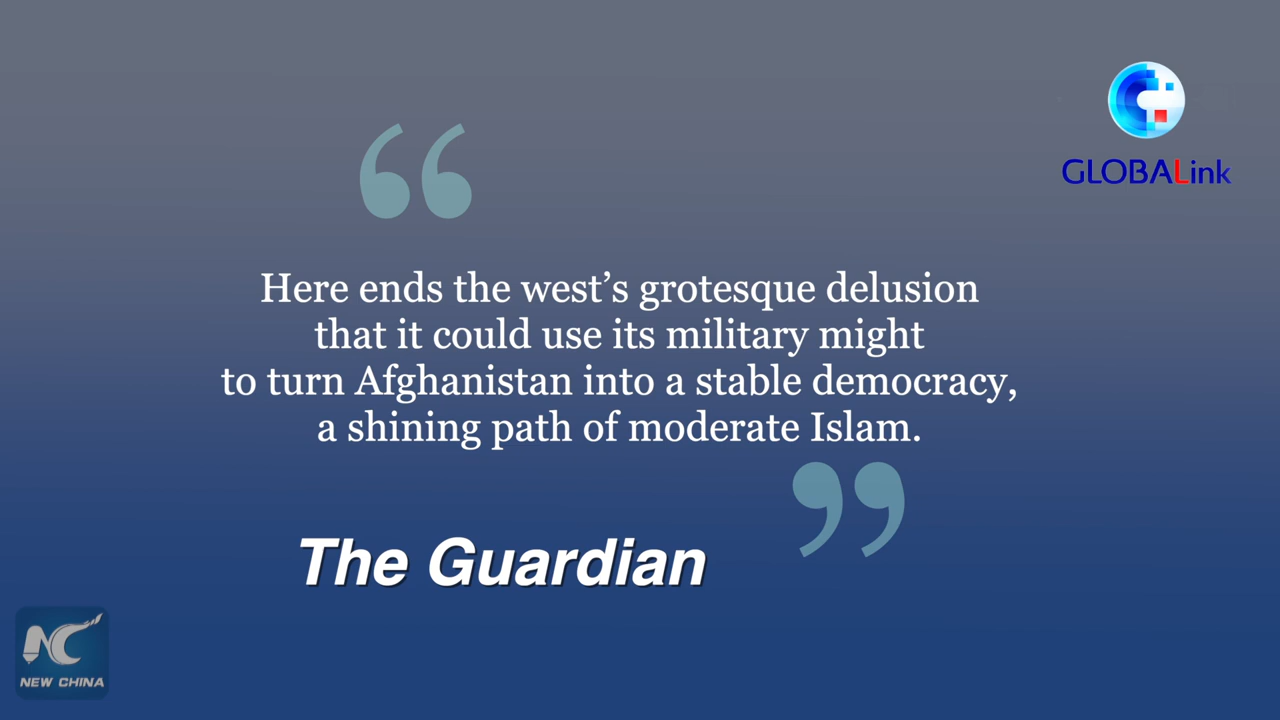 GLOBALink
“
Here ends the west’s grotesque delusion
that it could use its military might
to turn Afghanistan into a stable democracy,
a shining path of moderate Islam.
”
The Guardian
NC
NEW CHINA